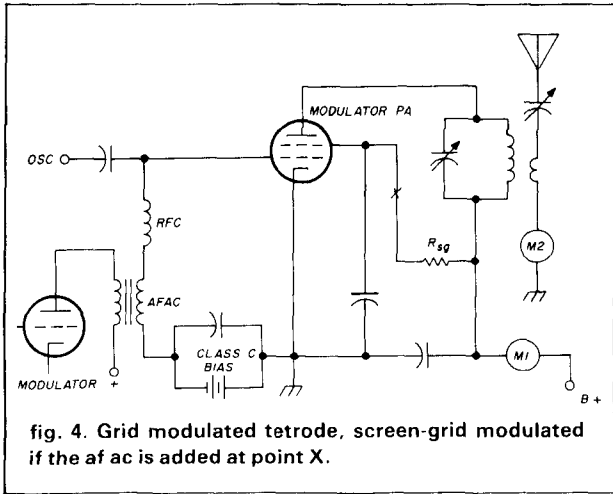 MODULATOR PA
OSC
RFC
AFAC
MODULATOR
+
CLASS C
BIAS
X
Rsg
M2
M1
B+
fig. 4. Grid modulated tetrode, screen-grid modulated
if the af ac is added at point X.